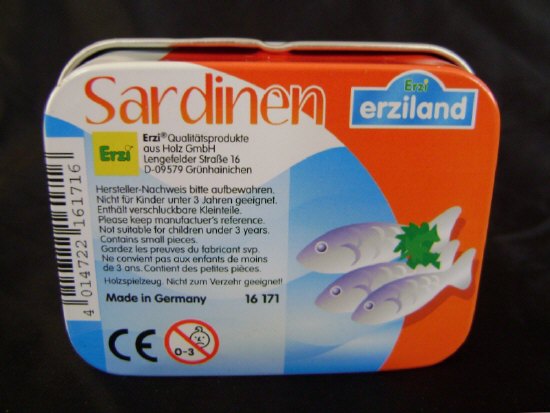 Sardinen
Erzi
erziland
Erzi
Erzi® Qualitätsprodukte
aus Holz GmbH
Lengefelder Straße 16
D-09579 Grünhainichen
Hersteller-Nachweis bitte aufbewahren.
Nicht für Kinder unter 3 Jahren geeignet.
Enthält verschluckbare Kleinteile.
Please keep manufactuer's reference.
Not suitable for children under 3 years.
Contains small pieces.
Gardez les preuves du fabricant svp.
Ne convient pas aux enfants de moins
de 3 ans. Contient des petites pièces.
Holzspielzeug. Nicht zum Verzehr geeignet!
Made in Germany 16 171
CE
0-3
4 014722 161716